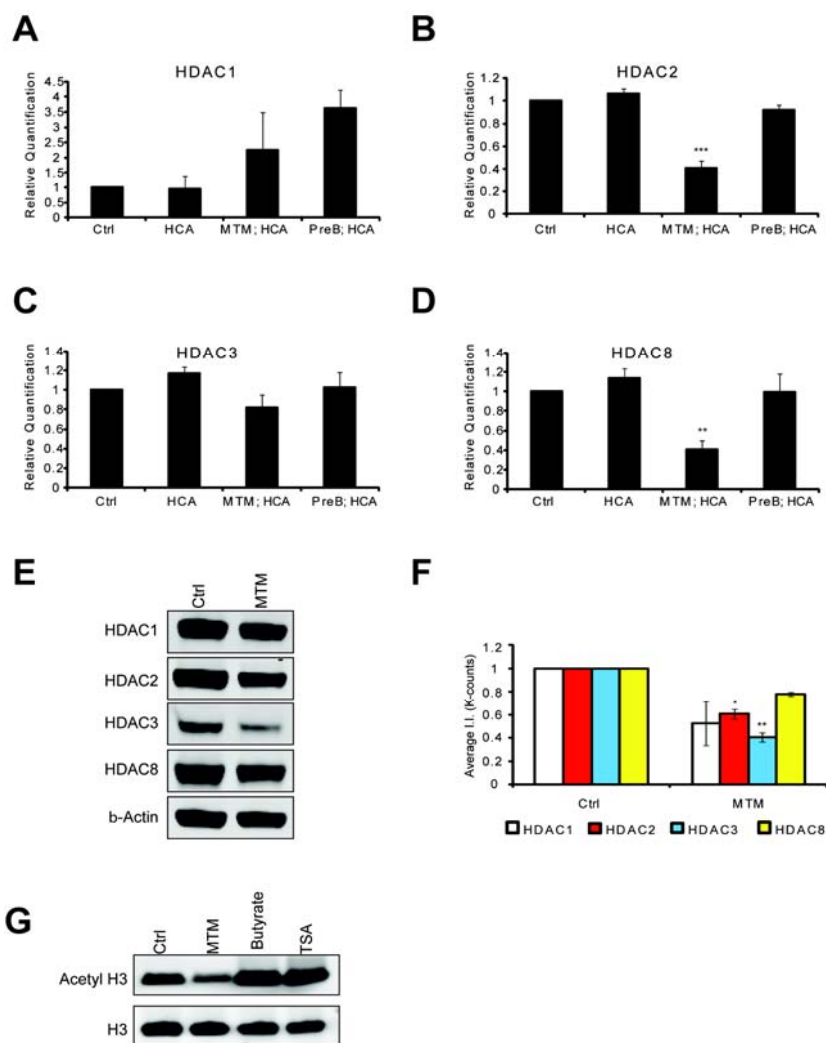 A
HDAC1
Relative Quantification
4.5
4
3.5
3
2.5
2
1.5
1
0.5
0
Ctrl HCA MTM; HCA PreB; HCA
B
HDAC2
Relative Quantification
1.2
1
0.8
0.6
0.4
0.2
0
***
Ctrl HCA MTM; HCA PreB; HCA
C
HDAC3
Relative Quantification
1.4
1.2
1
0.8
0.6
0.4
0.2
0
Ctrl HCA MTM; HCA PreB; HCA
D
HDAC8
Relative Quantification
1.4
1.2
1
0.8
0.6
0.4
0.2
0
**
Ctrl HCA MTM; HCA PreB; HCA
E
Ctrl MTM
HDAC1
HDAC2
HDAC3
HDAC8
b-Actin
F
Average I.I. (K-counts)
1.2
1
0.8
0.6
0.4
0.2
0
* **
Ctrl MTM
HDAC1 HDAC2 HDAC3 HDAC8
G
Ctrl MTM Butyrate TSA
Acetyl H3
H3